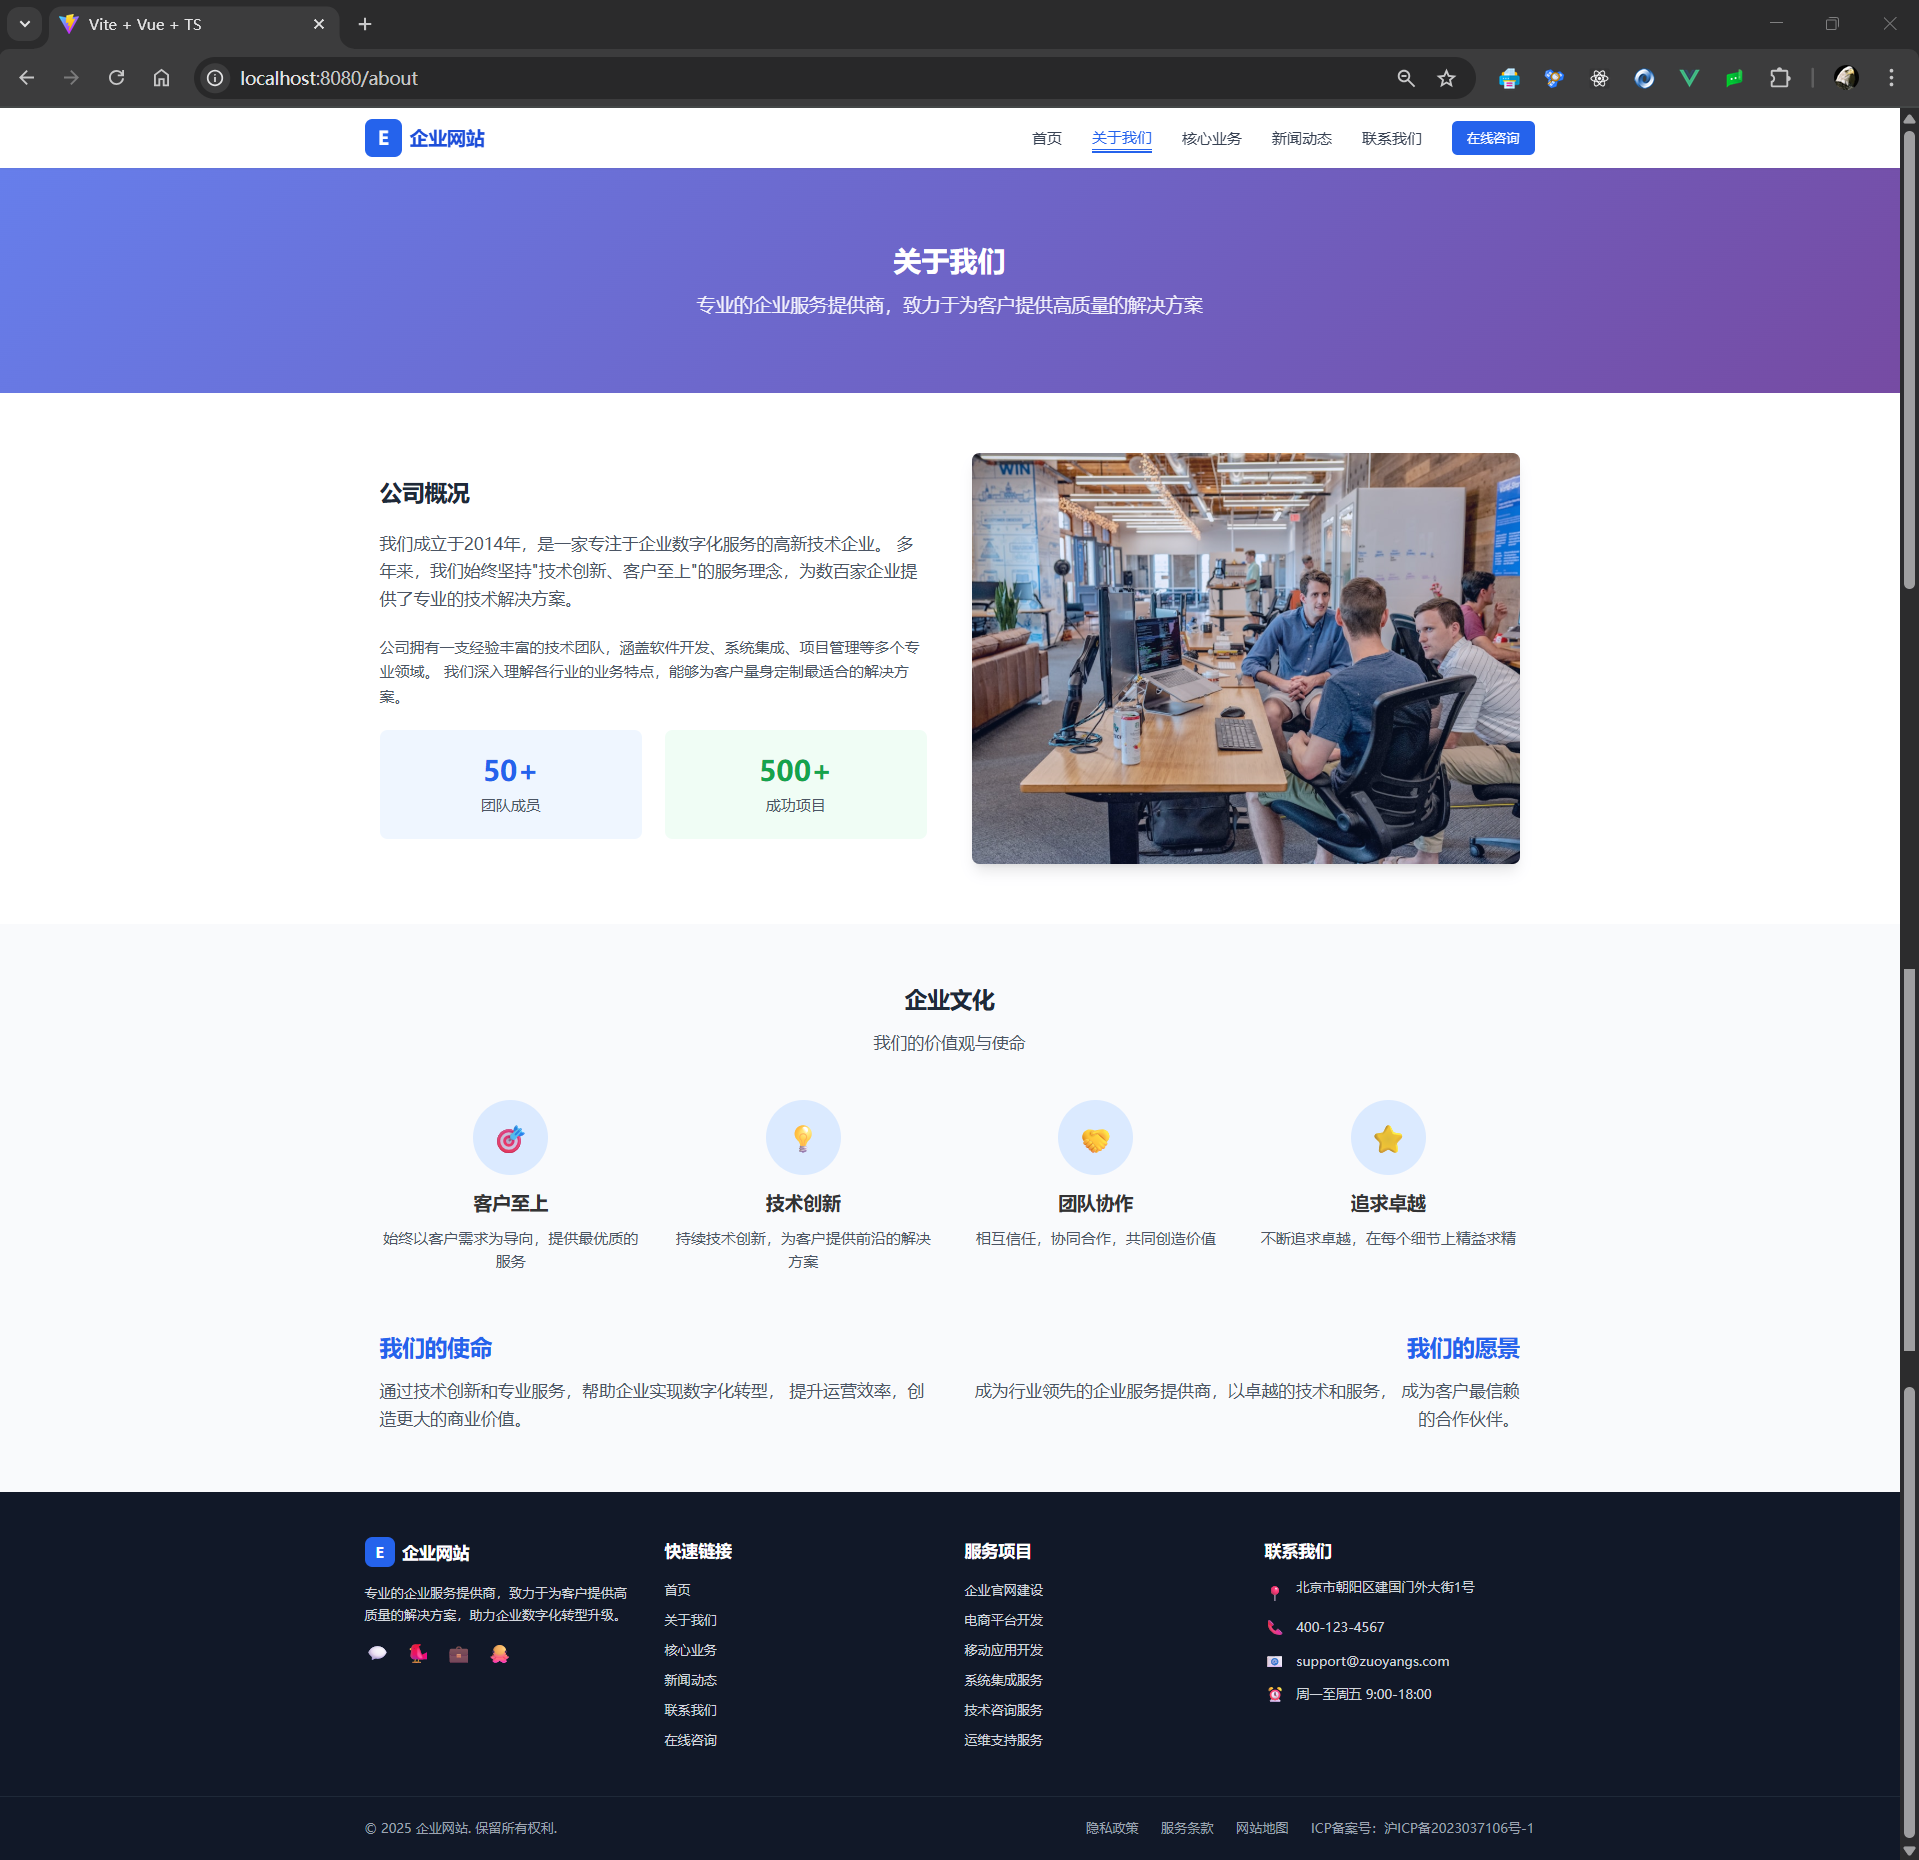 Vite + Vue + TS
localhost:8080/about
E 企业网站
首页 关于我们 核心业务 新闻动态 联系我们 在线咨询
关于我们
专业的企业服务提供商，致力于为客户提供高质量的解决方案
公司概况
我们成立于2014年，是一家专注于企业数字化服务的高新技术企业。 多
年来，我们始终坚持"技术创新、客户至上"的服务理念，为数百家企业提
供了专业的技术解决方案。
公司拥有一支经验丰富的技术团队，涵盖软件开发、系统集成、项目管理等多个专
业领域。 我们深入理解各行业的业务特点，能够为客户量身定制最适合的解决方
案。
50+
团队成员
500+
成功项目
WIN
企业文化
我们的价值观与使命
客户至上
始终以客户需求为导向，提供最优质的
服务
技术创新
持续技术创新，为客户提供前沿的解决
方案
团队协作
相互信任，协同合作，共同创造价值
追求卓越
不断追求卓越，在每个细节上精益求精
我们的使命
通过技术创新和专业服务，帮助企业实现数字化转型， 提升运营效率，创
造更大的商业价值。
我们的愿景
成为行业领先的企业服务提供商，以卓越的技术和服务， 成为客户最信赖
的合作伙伴。
E 企业网站
专业的企业服务提供商，致力于为客户提供高
质量的解决方案，助力企业数字化转型升级。
快速链接
首页
关于我们
核心业务
新闻动态
联系我们
在线咨询
服务项目
企业官网建设
电商平台开发
移动应用开发
系统集成服务
技术咨询服务
运维支持服务
联系我们
北京市朝阳区建国门外大街1号
400-123-4567
support@zuoyangs.com
周一至周五 9:00-18:00
© 2025 企业网站. 保留所有权利.
隐私政策 服务条款 网站地图 ICP备案号：沪ICP备2023037106号-1